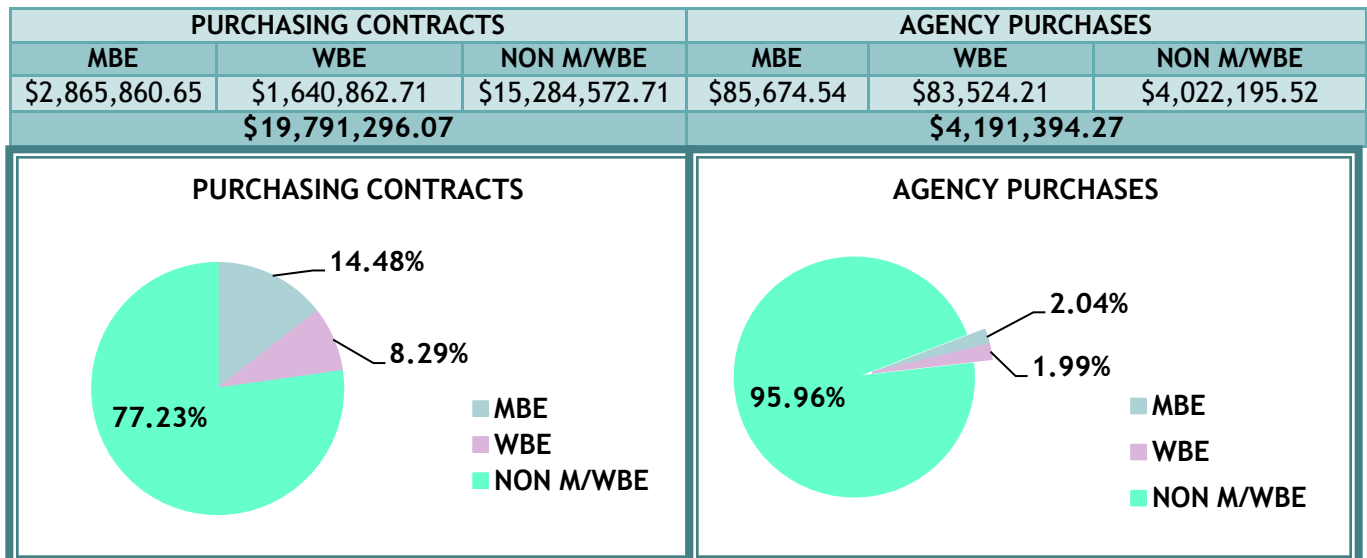 PURCHASING CONTRACTS AGENCY PURCHASES
MBE WBE NON M/WBE MBE WBE NON M/WBE
$2,865,860.65 $1,640,862.71 $15,284,572.71 $85,674.54 $83,524.21 $4,022,195.52
$19,791,296.07 $4,191,394.27
PURCHASING CONTRACTS
14.48%
8.29%
77.23%
MBE
WBE
NON M/WBE
AGENCY PURCHASES
2.04%
1.99%
95.96%
MBE
WBE
NON M/WBE